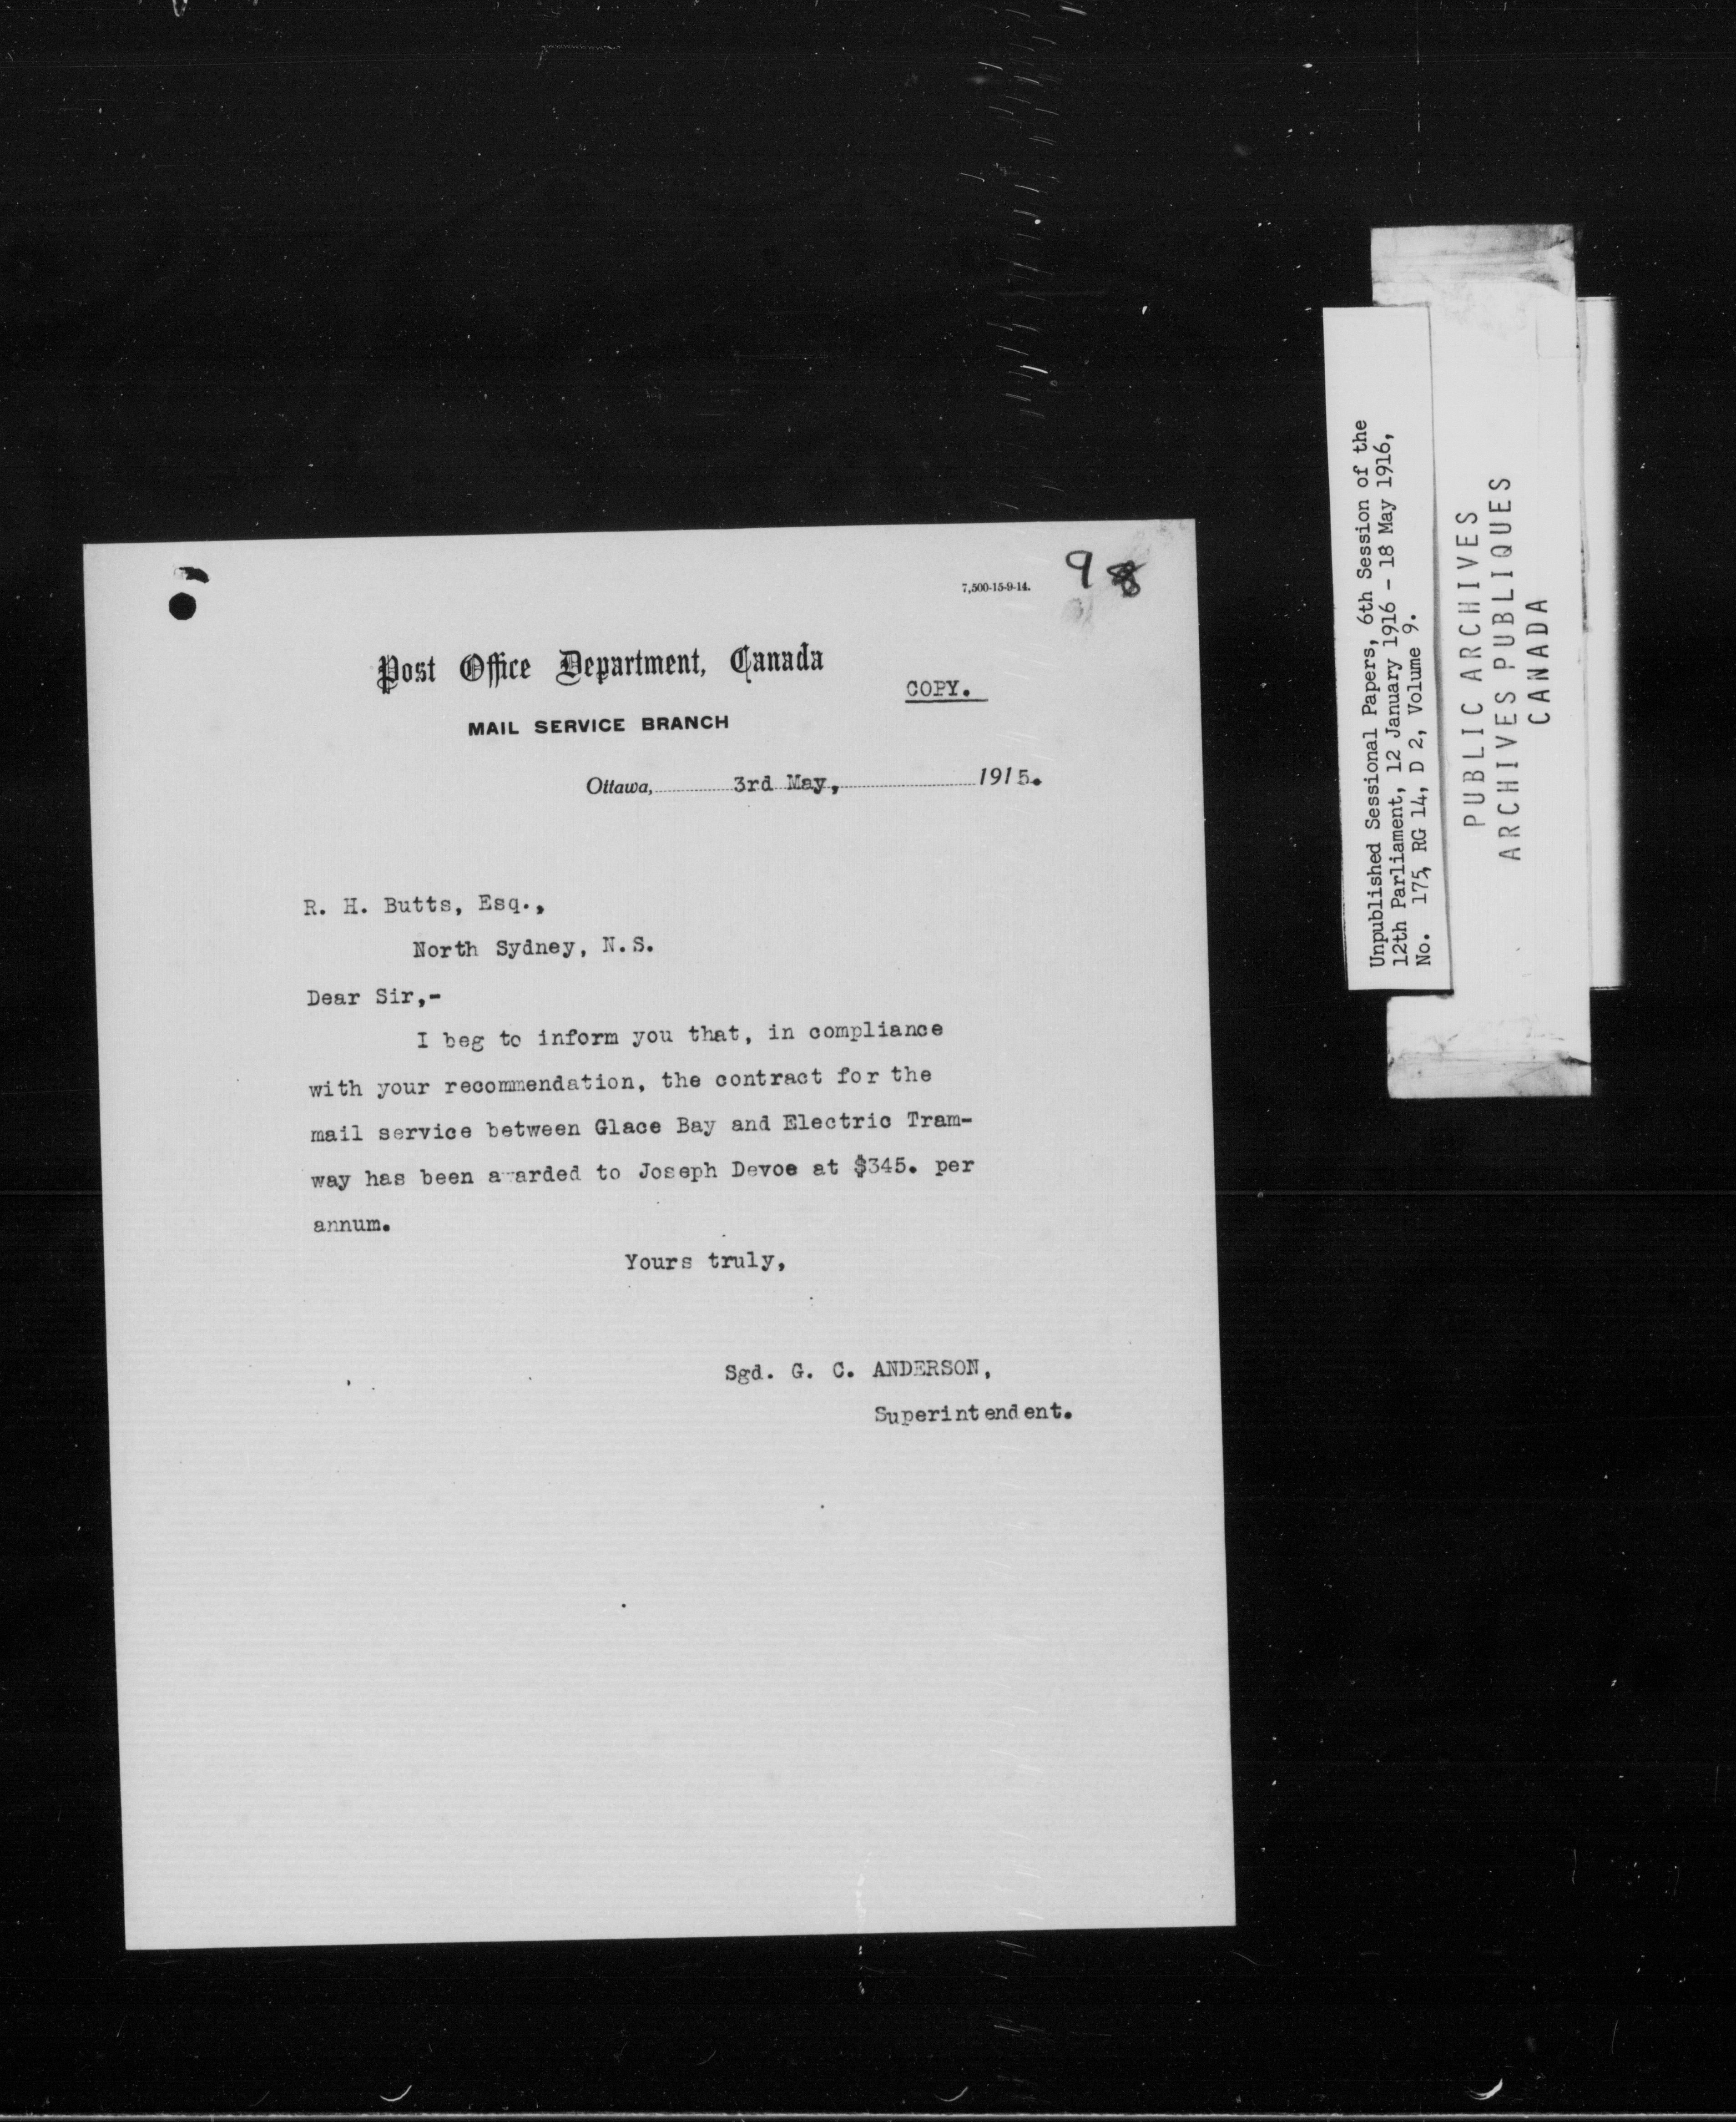 7,500-15-9-14.
98
Post Office Department, Canada
COPY.
MAIL SERVICE BRANCH
Ottawa, 3rd May, 1915.
R. H. Butts, Esq.,
North Sydney, N.S.
Dear Sir,-
I beg to inform you that, in compliance
with your recommendation, the contract for the
mail service between Glace Bay and Electric Tram-
way has been a arded to Joseph Devoe at $345. per
annum.
Yours truly,
Sgd. G. C. ANDERSON,
Superintendent.
Unpublished Sessional Papers, 6th Session of the
12th Parliament, 12 January 1916 - 18 May 1916,
No. 175, RG 14, D 2, Volume 9.
PUBLIC ARCHIVES
ARCHIVES PUBLIQUES
CANADA